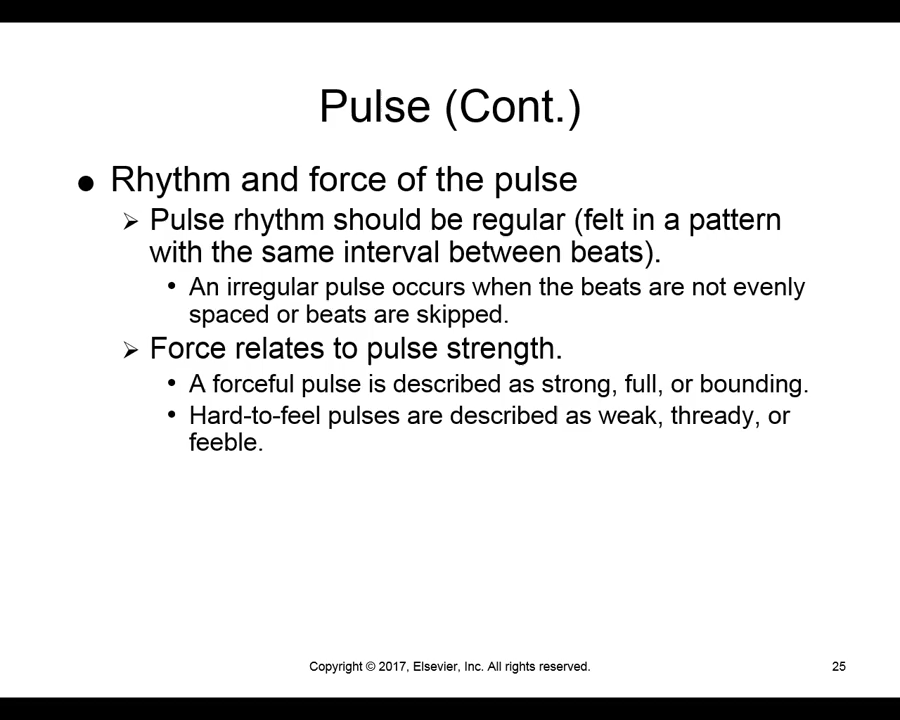 Pulse (Cont.)
● Rhythm and force of the pulse
➢ Pulse rhythm should be regular (felt in a pattern
with the same interval between beats).
• An irregular pulse occurs when the beats are not evenly
spaced or beats are skipped.
➢ Force relates to pulse strength.
• A forceful pulse is described as strong, full, or bounding.
• Hard-to-feel pulses are described as weak, thready, or
feeble.
Copyright © 2017, Elsevier, Inc. All rights reserved.
25